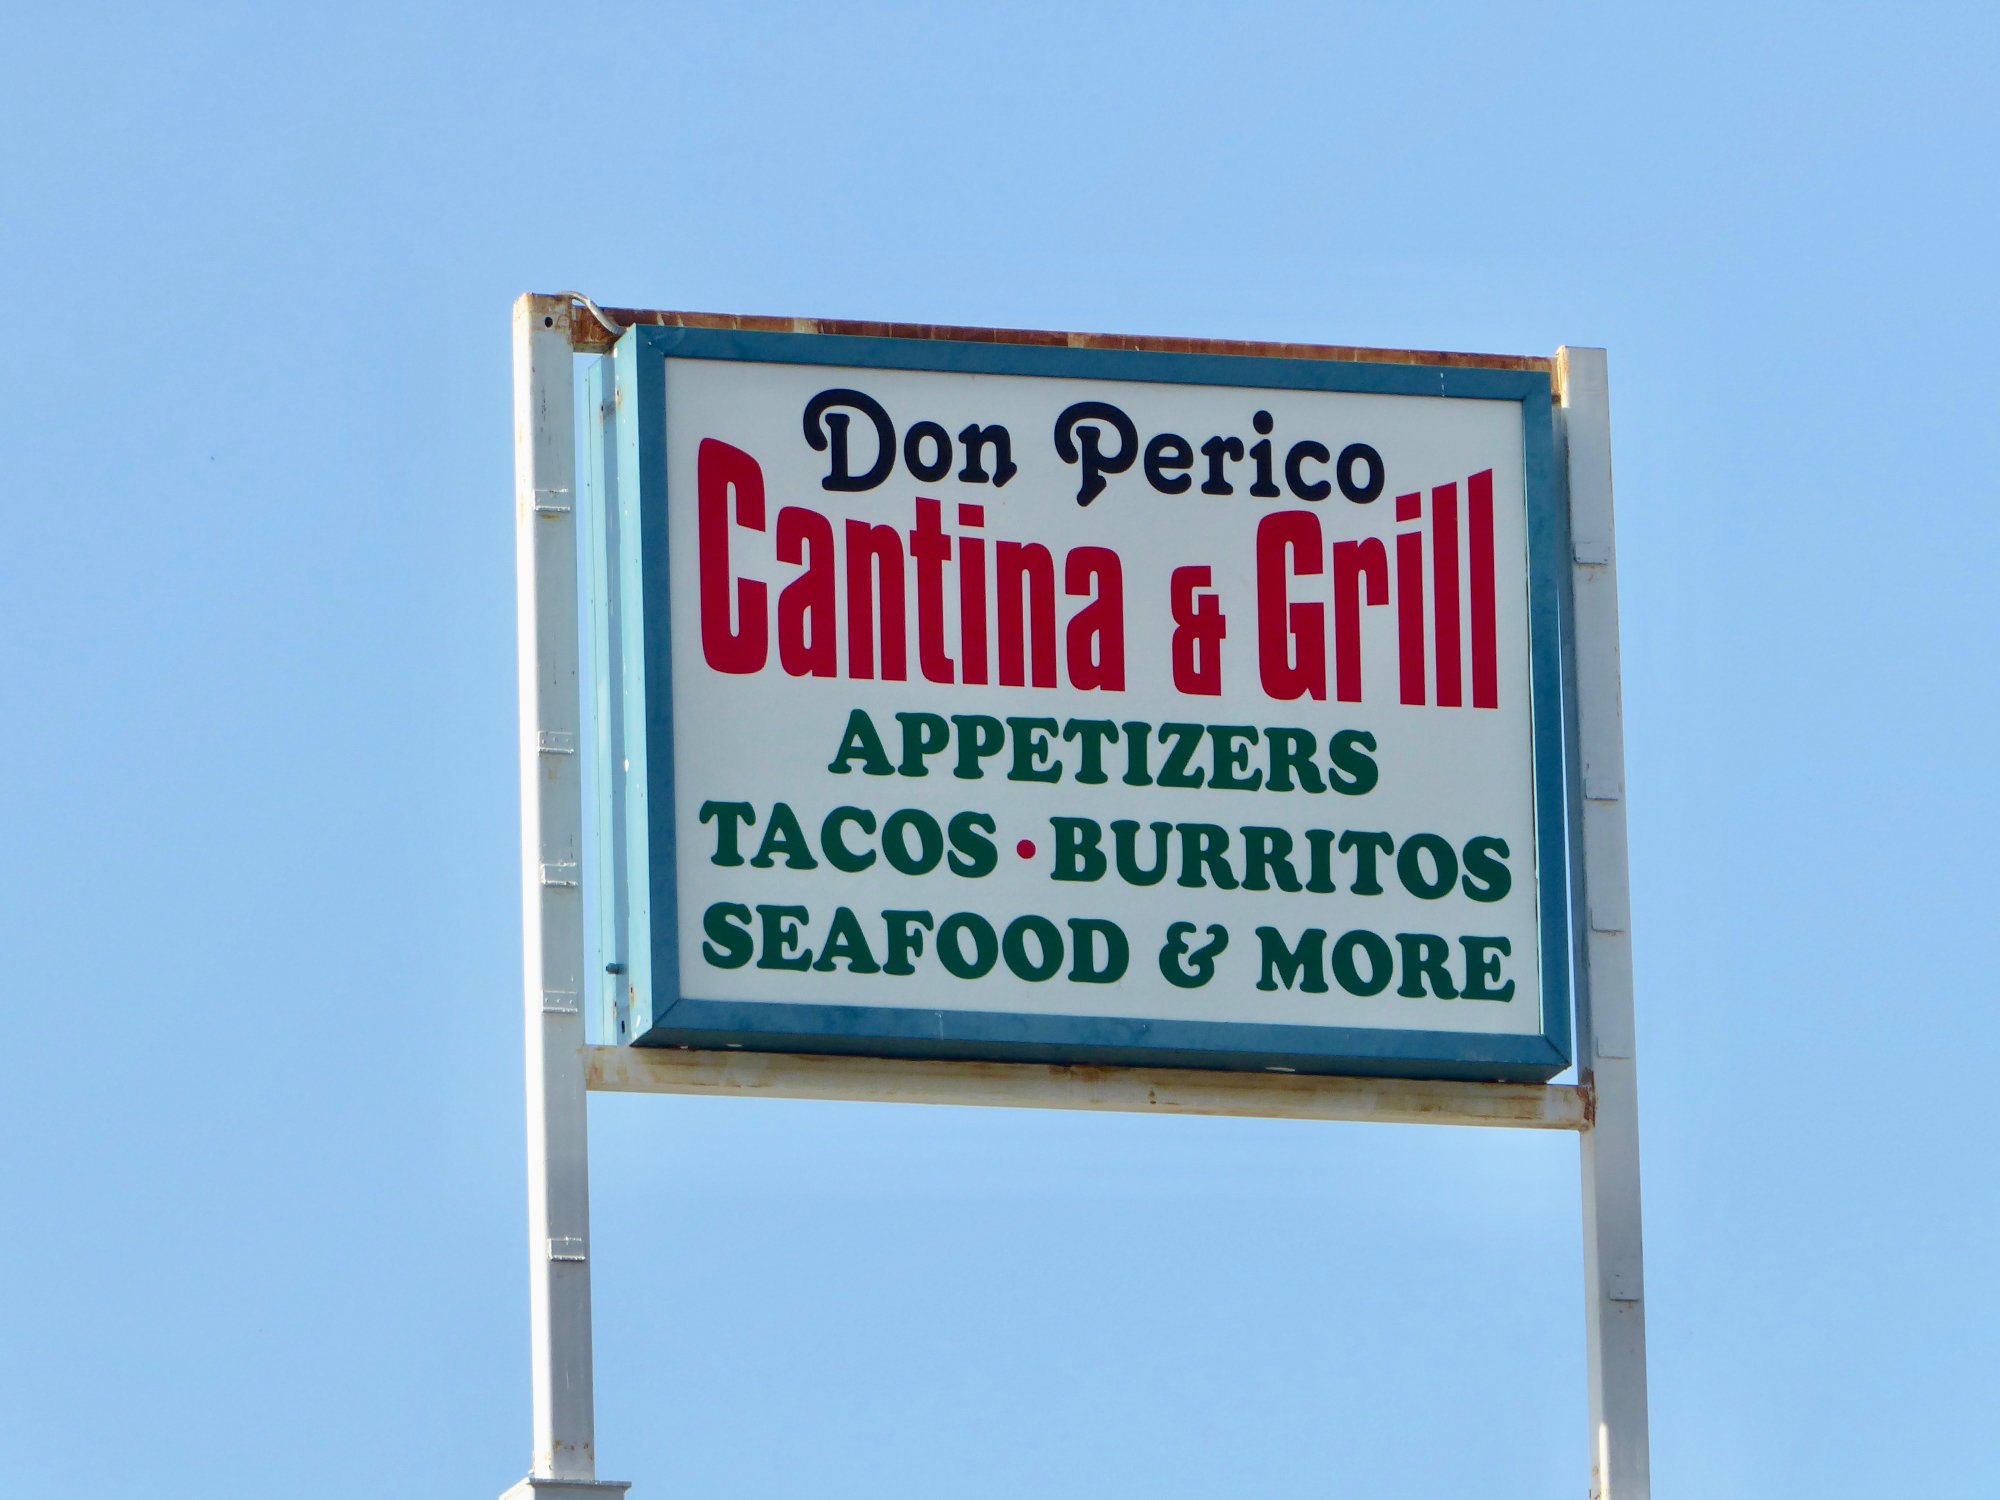 Don Perico
Cantina & Grill
APPETIZERS
TACOS • BURRITOS
SEAFOOD & MORE